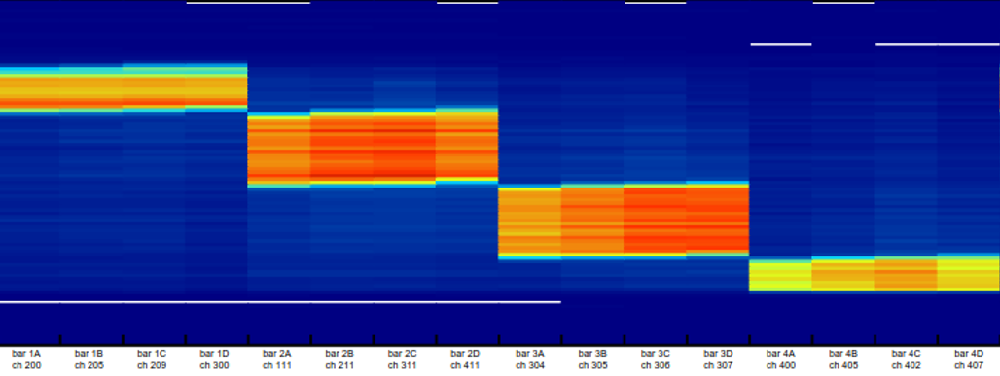 bar 1A bar 1B bar 1C bar 1D bar 2A bar 2B bar 2C bar 2D bar 3A bar 3B bar 3C bar 3D bar 4A bar 4B bar 4C bar 4D
ch 200 ch 205 ch 209 ch 300 ch 111 ch 211 ch 311 ch 411 ch 304 ch 305 ch 306 ch 307 ch 400 ch 405 ch 402 ch 407